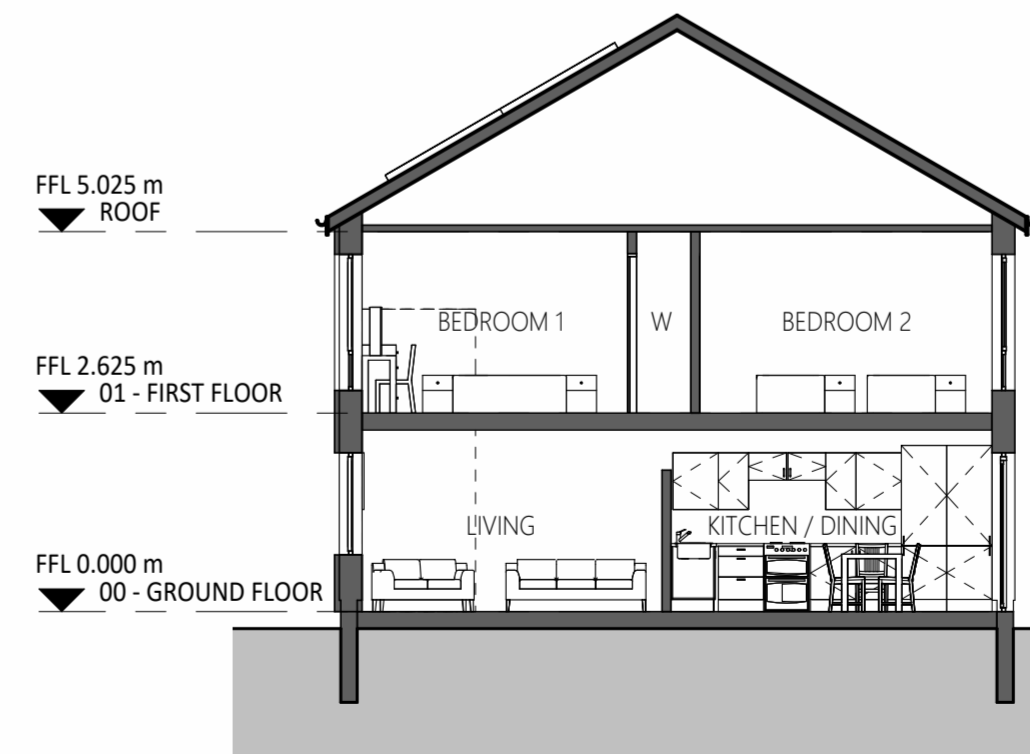 FFL 5.025 m
ROOF
BEDROOM 1
W
BEDROOM 2
FFL 2.625 m
01 - FIRST FLOOR
LIVING
KITCHEN / DINING
FFL 0.000 m
00 - GROUND FLOOR